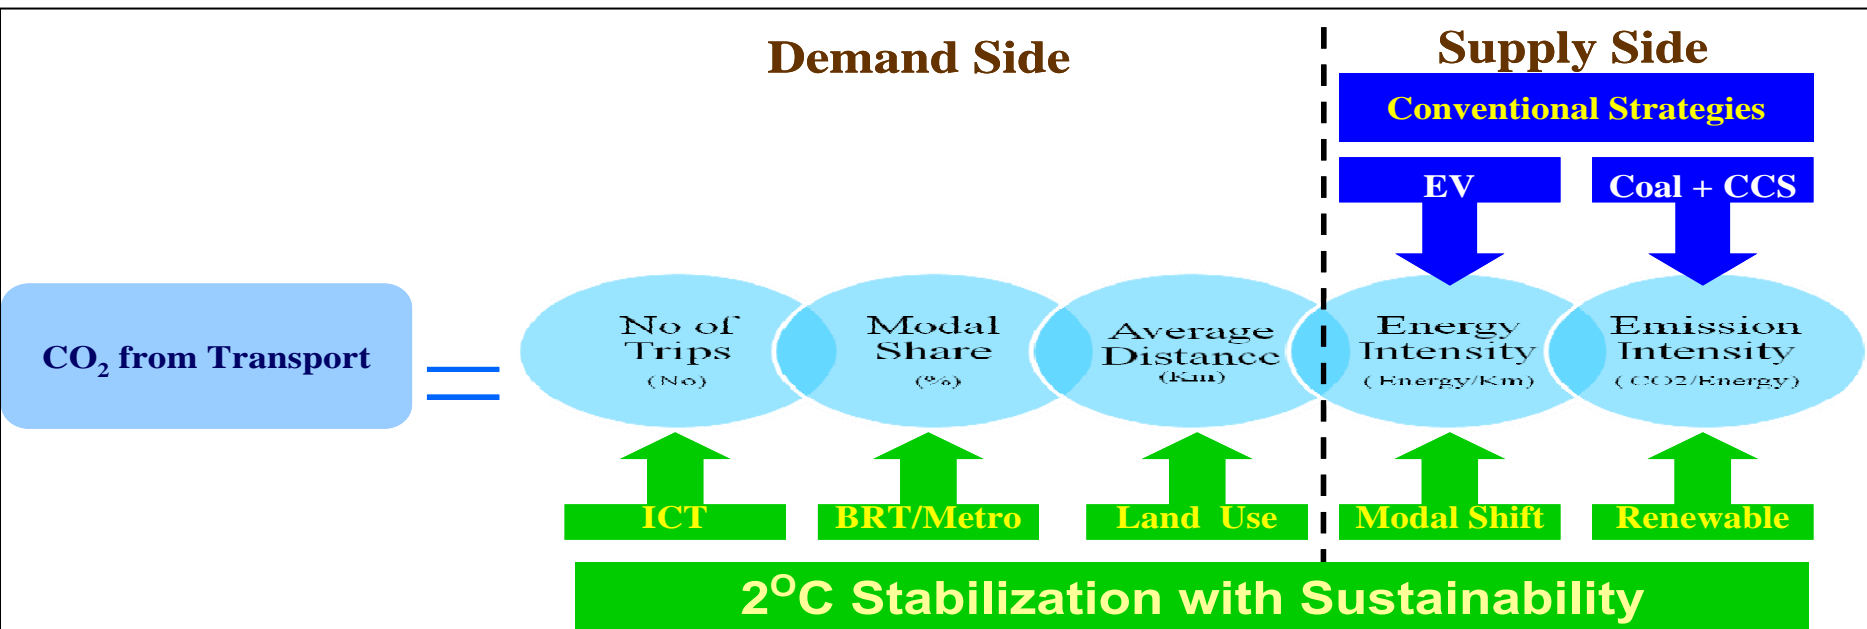 Demand Side
Supply Side
Conventional Strategies
EV
Coal + CCS
CO₂ from Transport
No of
Trips
(No)
Modal
Share
(%)
Average
Distance
(Km)
Energy
Intensity
(Energy/Km)
Emission
Intensity
(CO2/Energy)
ICT
BRT/Metro
Land Use
Modal Shift
Renewable
2ᴼC Stabilization with Sustainability